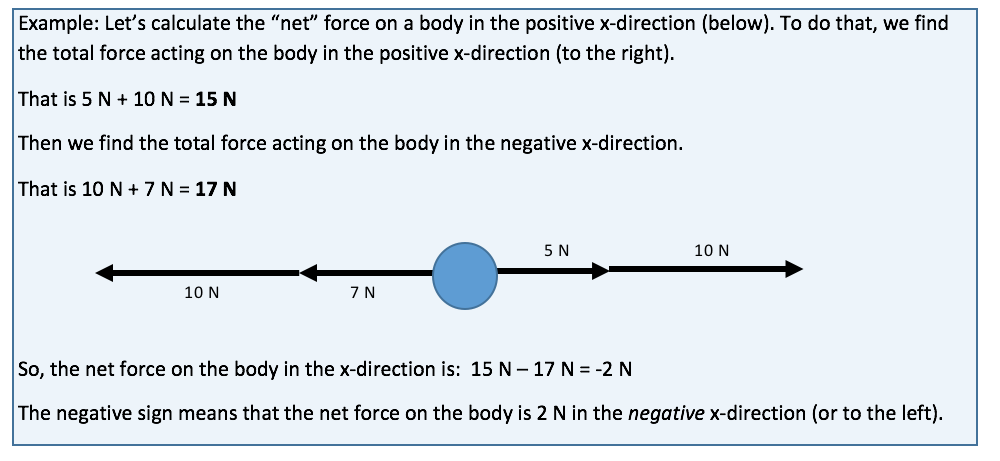 Example: Let’s calculate the “net” force on a body in the positive x-direction (below). To do that, we find
the total force acting on the body in the positive x-direction (to the right).
That is 5 N + 10 N = 15 N
Then we find the total force acting on the body in the negative x-direction.
That is 10 N + 7 N = 17 N
5 N 10 N
10 N 7 N
So, the net force on the body in the x-direction is: 15 N – 17 N = -2 N
The negative sign means that the net force on the body is 2 N in the negative x-direction (or to the left).